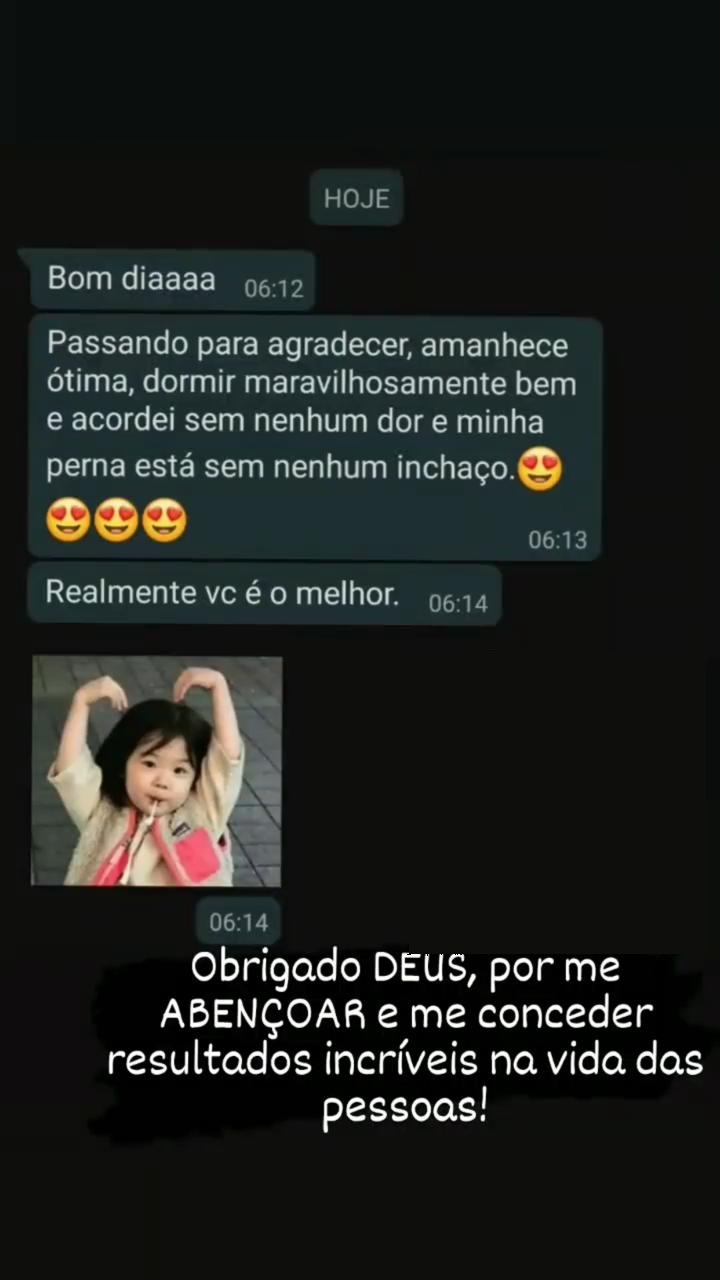 HOJE
Bom diaaaa 06:12
Passando para agradecer, amanhece
ótima, dormir maravilhosamente bem
e acordei sem nenhum dor e minha
perna está sem nenhum inchaço.😍
😍😍😍
06:13
Realmente vc é o melhor. 06:14
06:14
Obrigado DEUS, por me
ABENÇOAR e me conceder
resultados incríveis na vida das
pessoas!